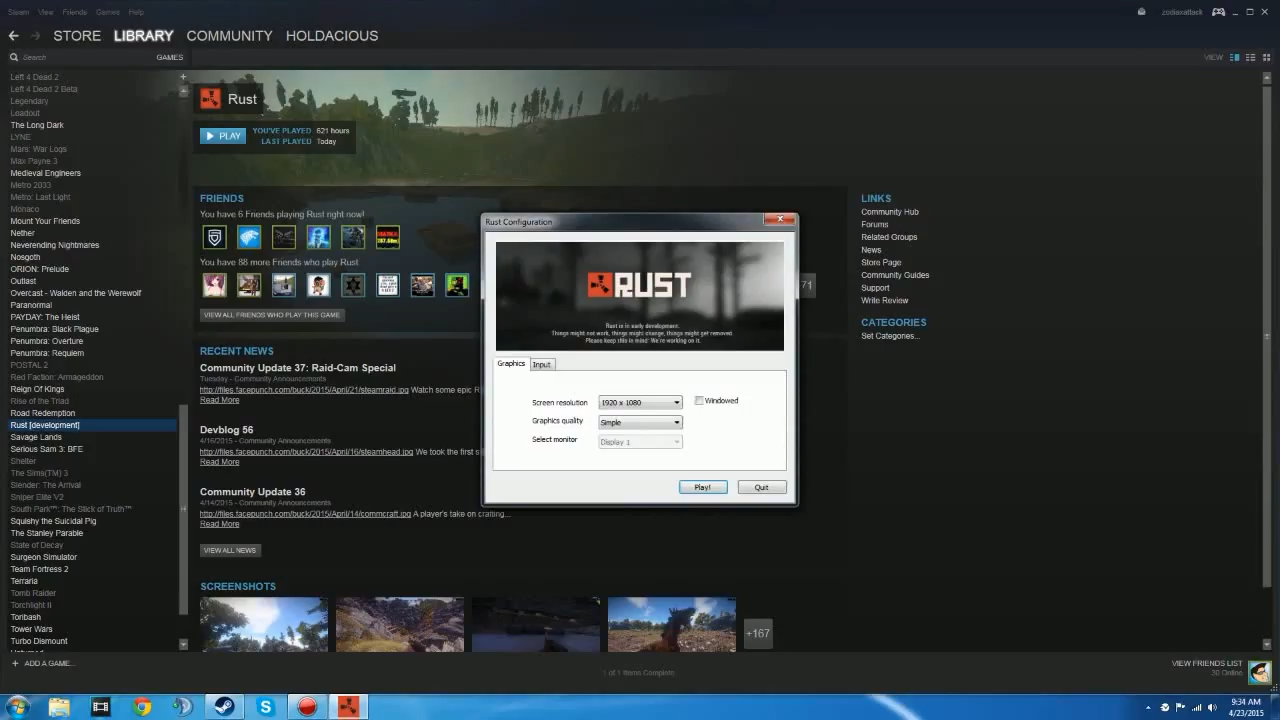 Steam View Friends Games Help
zodiaxattack
STORE LIBRARY COMMUNITY HOLDACIOUS
Search GAMES
VIEW
Left 4 Dead 2
Left 4 Dead 2 Beta
Legendary
Loadout
The Long Dark
LYNE
Mars: War Logs
Max Payne 3
Medieval Engineers
Metro 2033
Metro: Last Light
Monaco
Mount Your Friends
Nether
Neverending Nightmares
Nosgoth
ORION: Prelude
Outlast
Overcast - Walden and the Werewolf
Paranormal
PAYDAY: The Heist
Penumbra: Black Plague
Penumbra: Overture
Penumbra: Requiem
POSTAL 2
Red Faction: Armageddon
Reign Of Kings
Rise of the Triad
Road Redemption
Rust [development]
Savage Lands
Serious Sam 3: BFE
Shelter
The Sims(TM) 3
Slender: The Arrival
Sniper Elite V2
South Park™: The Stick of Truth™
Squishy the Suicidal Pig
The Stanley Parable
State of Decay
Surgeon Simulator
Team Fortress 2
Terraria
Tomb Raider
Torchlight II
Toribash
Tower Wars
Turbo Dismount
+ ADD A GAME...
Rust
PLAY
YOU'VE PLAYED 621 hours
LAST PLAYED Today
FRIENDS
You have 6 Friends playing Rust right now!
You have 88 more Friends who play Rust
71
VIEW ALL FRIENDS WHO PLAY THIS GAME
RECENT NEWS
Community Update 37: Raid-Cam Special
Tuesday - Community Announcements
http://files.facepunch.com/buck/2015/April/21/steamraid.jpg Watch some epic R
Read More
Devblog 56
4/16/2015 - Community Announcements
http://files.facepunch.com/buck/2015/April/16/steamhead.jpg We took the first s
Read More
Community Update 36
4/14/2015 - Community Announcements
http://files.facepunch.com/buck/2015/April/14/commcraft.jpg A player's take on crafting...
Read More
VIEW ALL NEWS
SCREENSHOTS
+167
Rust Configuration
RUST
Rust is in early development.
Things might not work, things might change, things might get removed.
Please keep this in mind: We're working on it.
Graphics Input
Screen resolution 1920 x 1080 Windowed
Graphics quality Simple
Select monitor Display 1
Play! Quit
LINKS
Community Hub
Forums
Related Groups
News
Store Page
Community Guides
Support
Write Review
CATEGORIES
Set Categories...
1 of 1 Items Complete
VIEW FRIENDS LIST
30 Online
9:34 AM
4/23/2015